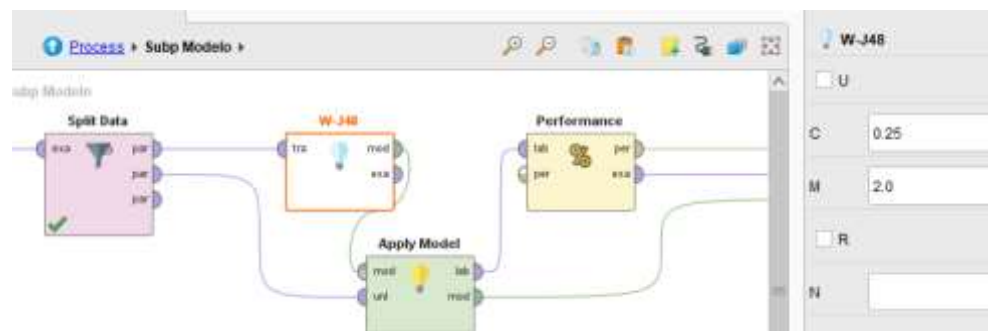 Process ▸ Subp Modelo ▸
W-J48
Subp Modelo
U
Split Data
W-J48
Performance
exa
par
par
par
tra
mod
exa
lab
per
per
exa
C
0.25
M
2.0
Apply Model
mod
unl
lab
mod
R
N